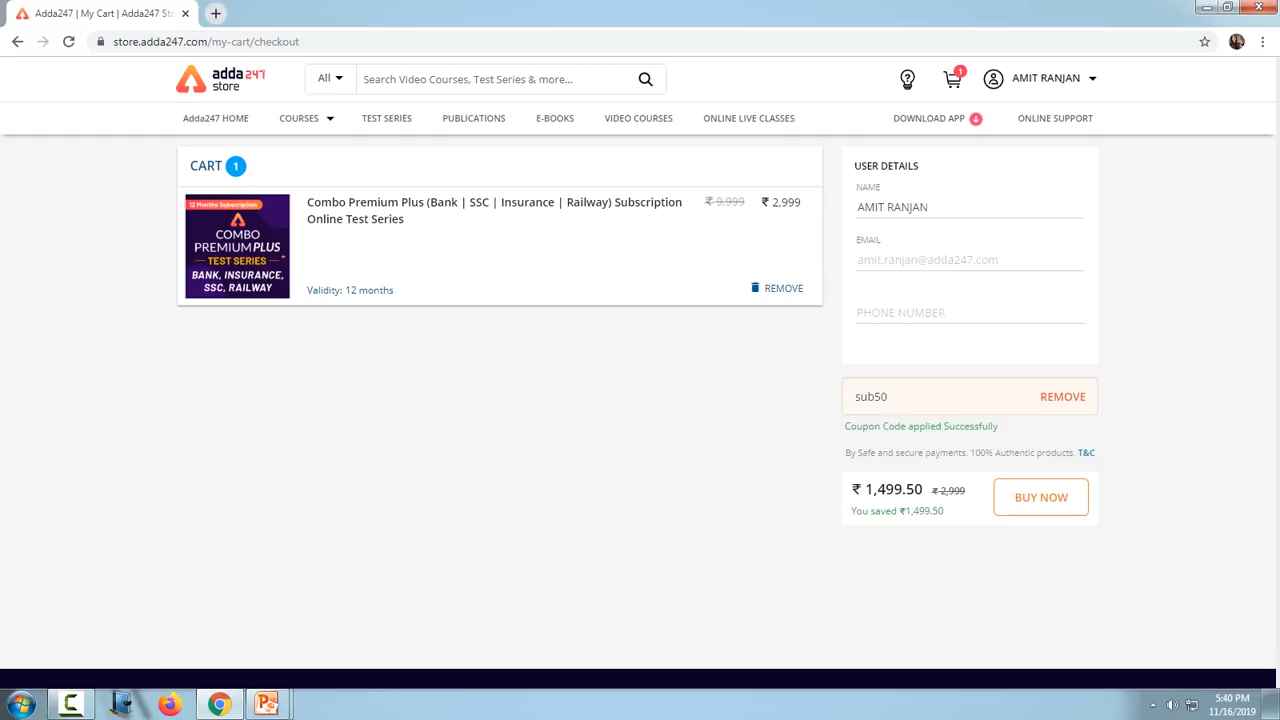 Adda247 | My Cart | Adda247 Sto
store.adda247.com/my-cart/checkout
adda 247
store
All
Search Video Courses, Test Series & more...
1
AMIT RANJAN
Adda247 HOME
COURSES
TEST SERIES
PUBLICATIONS
E-BOOKS
VIDEO COURSES
ONLINE LIVE CLASSES
DOWNLOAD APP
ONLINE SUPPORT
CART 1
12 Months Subscription
COMBO
PREMIUM PLUS
TEST SERIES
BANK, INSURANCE,
SSC, RAILWAY
Combo Premium Plus (Bank | SSC | Insurance | Railway) Subscription
Online Test Series
₹ 9,999 ₹ 2,999
Validity: 12 months
REMOVE
USER DETAILS
NAME
AMIT RANJAN
EMAIL
amit.ranjan@adda247.com
PHONE NUMBER
sub50 REMOVE
Coupon Code applied Successfully
By Safe and secure payments. 100% Authentic products. T&C
₹ 1,499.50 ₹ 2,999
You saved ₹1,499.50
BUY NOW
5:40 PM
11/16/2019